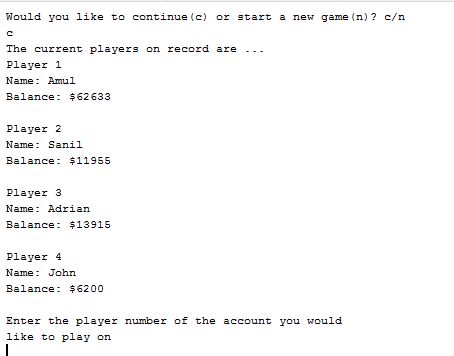 Would you like to continue(c) or start a new game(n)? c/n
c
The current players on record are ...
Player 1
Name: Amul
Balance: $62633
Player 2
Name: Sanil
Balance: $11955
Player 3
Name: Adrian
Balance: $13915
Player 4
Name: John
Balance: $6200
Enter the player number of the account you would
like to play on